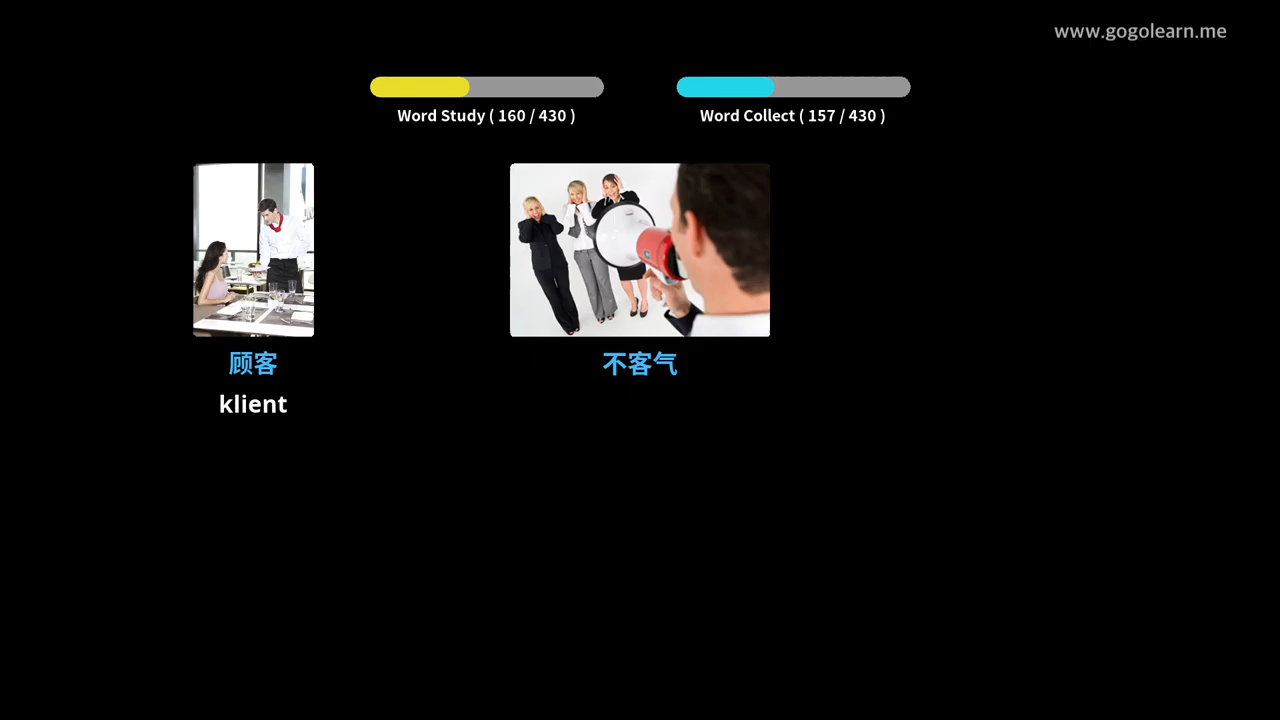 www.gogolearn.me
Word Study ( 160 / 430 )
Word Collect ( 157 / 430 )
顾客
不客气
klient